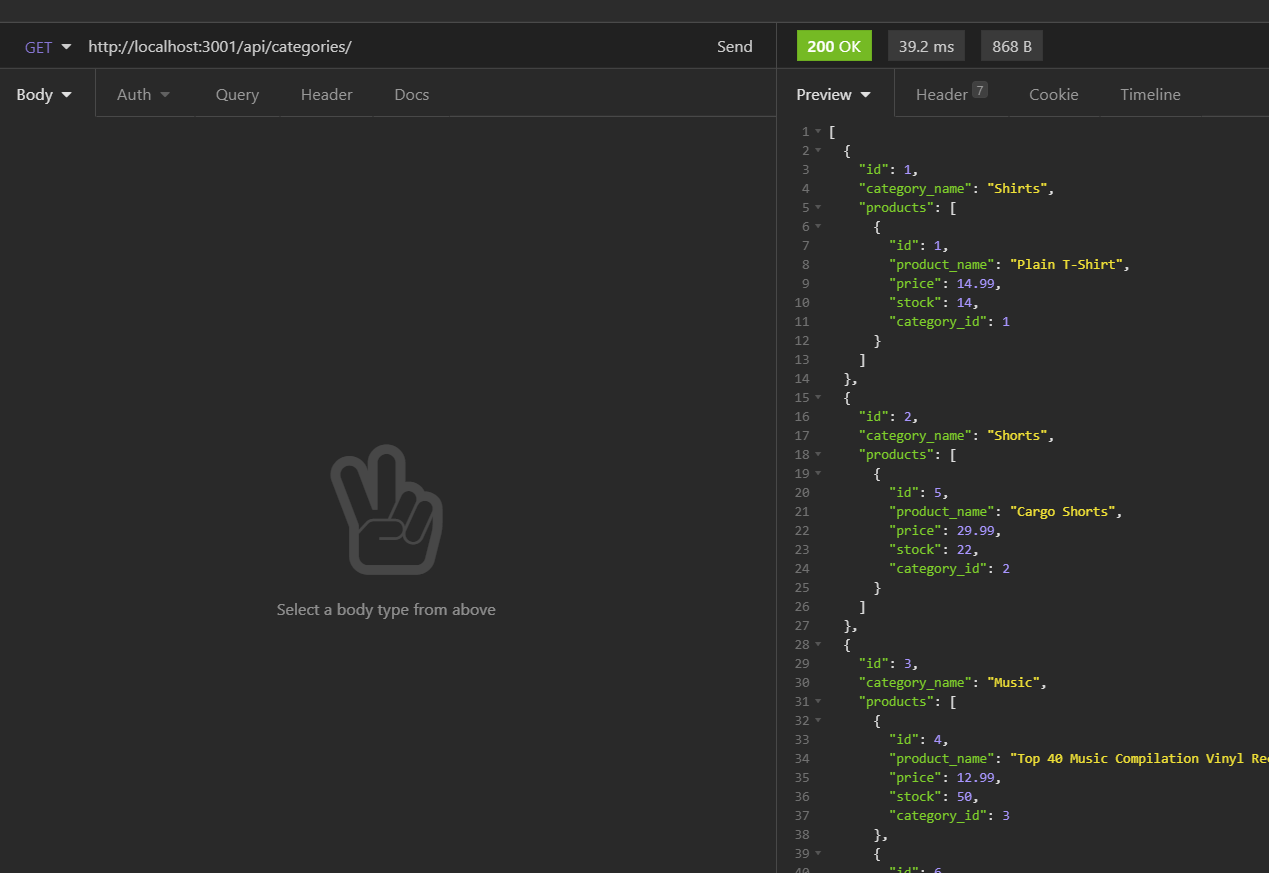 GET http://localhost:3001/api/categories/ Send 200 OK 39.2 ms 868 B
Body Auth Query Header Docs Preview Header 7 Cookie Timeline
Select a body type from above
1 [
2 {
3 "id": 1,
4 "category_name": "Shirts",
5 "products": [
6 {
7 "id": 1,
8 "product_name": "Plain T-Shirt",
9 "price": 14.99,
10 "stock": 14,
11 "category_id": 1
12 }
13 ]
14 },
15 {
16 "id": 2,
17 "category_name": "Shorts",
18 "products": [
19 {
20 "id": 5,
21 "product_name": "Cargo Shorts",
22 "price": 29.99,
23 "stock": 22,
24 "category_id": 2
25 }
26 ]
27 },
28 {
29 "id": 3,
30 "category_name": "Music",
31 "products": [
32 {
33 "id": 4,
34 "product_name": "Top 40 Music Compilation Vinyl
35 "price": 12.99,
36 "stock": 50,
37 "category_id": 3
38 },
39 {
40 "id": 6